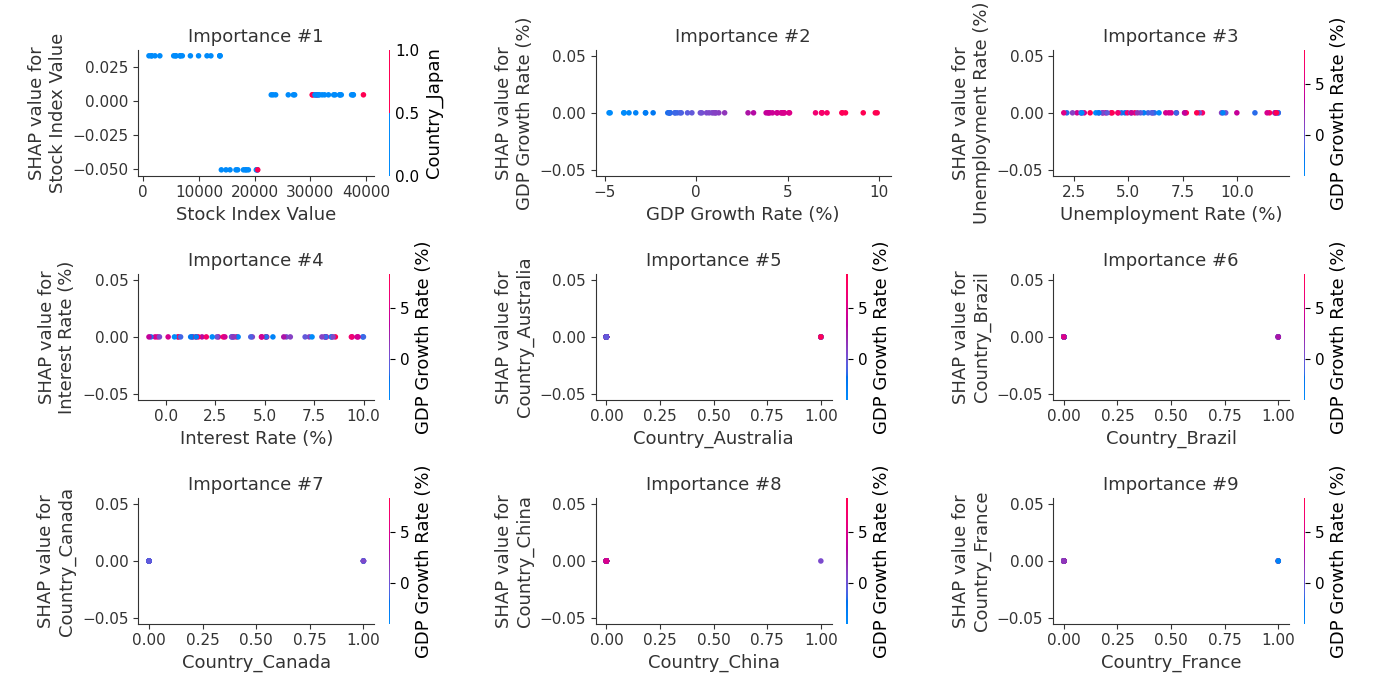 Importance #1
SHAP value for
Stock Index Value
0.025
0.000
−0.025
−0.050
0
10000
20000
30000
40000
Stock Index Value
1.0
0.5
0.0
Country_Japan
Importance #2
SHAP value for
GDP Growth Rate (%)
0.05
0.00
−0.05
−5
0
5
10
GDP Growth Rate (%)
Importance #3
SHAP value for
Unemployment Rate (%)
0.05
0.00
−0.05
2.5
5.0
7.5
10.0
Unemployment Rate (%)
5
0
GDP Growth Rate (%)
Importance #4
SHAP value for
Interest Rate (%)
0.05
0.00
−0.05
0.0
2.5
5.0
7.5
10.0
Interest Rate (%)
5
0
GDP Growth Rate (%)
Importance #5
SHAP value for
Country_Australia
0.05
0.00
−0.05
0.00
0.25
0.50
0.75
1.00
Country_Australia
5
0
GDP Growth Rate (%)
Importance #6
SHAP value for
Country_Brazil
0.05
0.00
−0.05
0.00
0.25
0.50
0.75
1.00
Country_Brazil
5
0
GDP Growth Rate (%)
Importance #7
SHAP value for
Country_Canada
0.05
0.00
−0.05
0.00
0.25
0.50
0.75
1.00
Country_Canada
5
0
GDP Growth Rate (%)
Importance #8
SHAP value for
Country_China
0.05
0.00
−0.05
0.00
0.25
0.50
0.75
1.00
Country_China
5
0
GDP Growth Rate (%)
Importance #9
SHAP value for
Country_France
0.05
0.00
−0.05
0.00
0.25
0.50
0.75
1.00
Country_France
5
0
GDP Growth Rate (%)